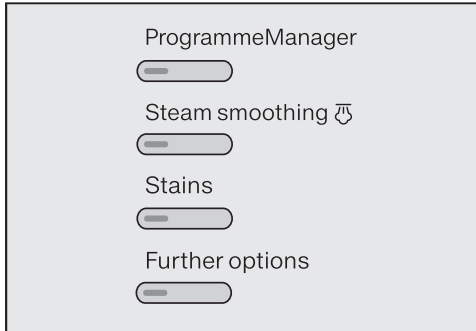 ProgrammeManager
Steam smoothing
Stains
Further options